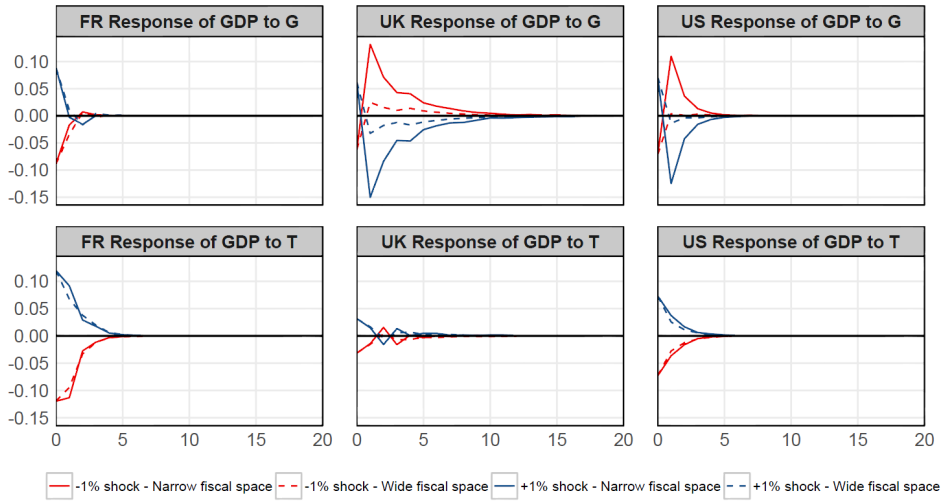 FR Response of GDP to G
UK Response of GDP to G
US Response of GDP to G
0.10
0.05
0.00
-0.05
-0.10
-0.15
FR Response of GDP to T
UK Response of GDP to T
US Response of GDP to T
0.10
0.05
0.00
-0.05
-0.10
-0.15
0 5 10 15 20
0 5 10 15 20
0 5 10 15 20
-1% shock - Narrow fiscal space -1% shock - Wide fiscal space +1% shock - Narrow fiscal space +1% shock - Wide fiscal space